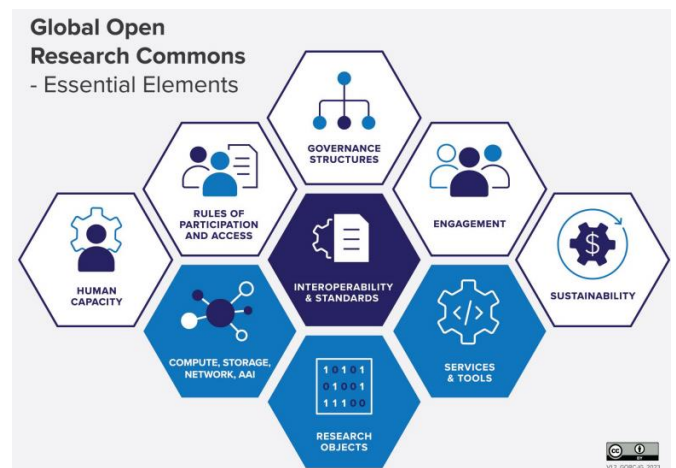 Global Open
Research Commons
- Essential Elements
GOVERNANCE
STRUCTURES
RULES OF
PARTICIPATION
AND ACCESS
ENGAGEMENT
HUMAN
CAPACITY
INTEROPERABILITY
& STANDARDS
SUSTAINABILITY
COMPUTE, STORAGE,
NETWORK, AAI
</>
SERVICES
& TOOLS
1 0 1 0 1
0 1 0 0 1
1 1 1 0 0
RESEARCH
OBJECTS
$
cc
BY